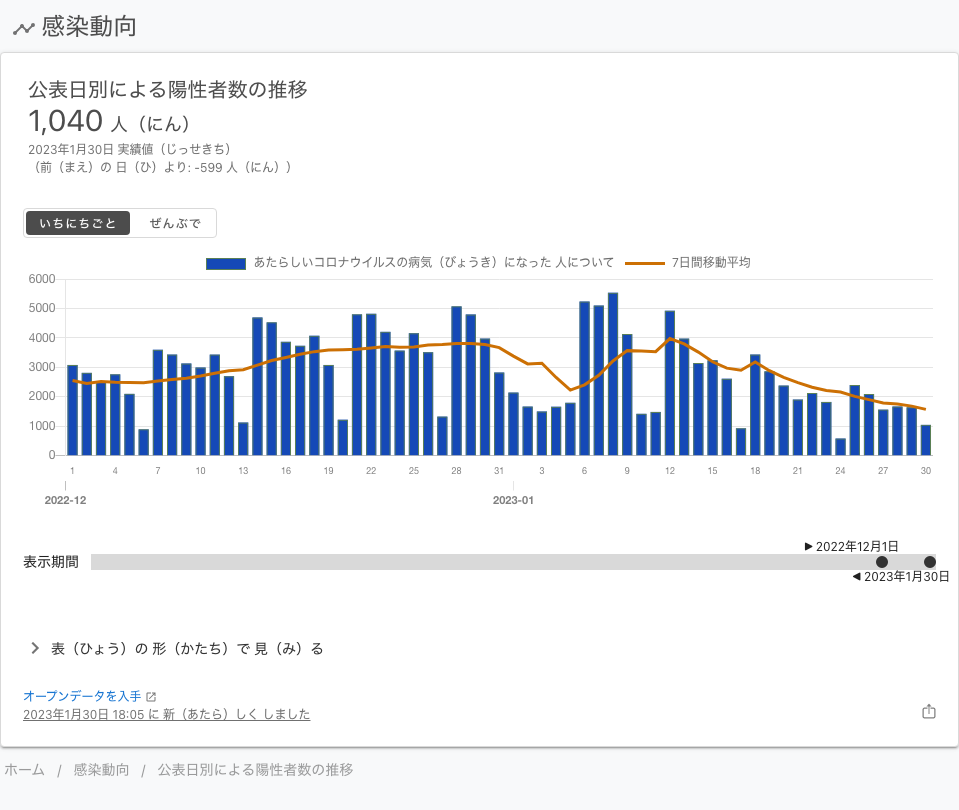 感染動向
公表日別による陽性者数の推移
1,040 人（にん）
2023年1月30日 実績値（じっせきち）
（前（まえ）の 日（ひ）より: -599 人（にん））
いちにちごと ぜんぶで
あたらしいコロナウイルスの病気（びょうき）になった 人について 7日間移動平均
6000
5000
4000
3000
2000
1000
0
1 4 7 10 13 16 19 22 25 28 31 3 6 9 12 15 18 21 24 27 30
2022-12 2023-01
2022年12月1日
表示期間
2023年1月30日
表（ひょう）の 形（かたち）で 見（み）る
オープンデータを入手
2023年1月30日 18:05 に 新（あたら）しく しました
ホーム / 感染動向 / 公表日別による陽性者数の推移